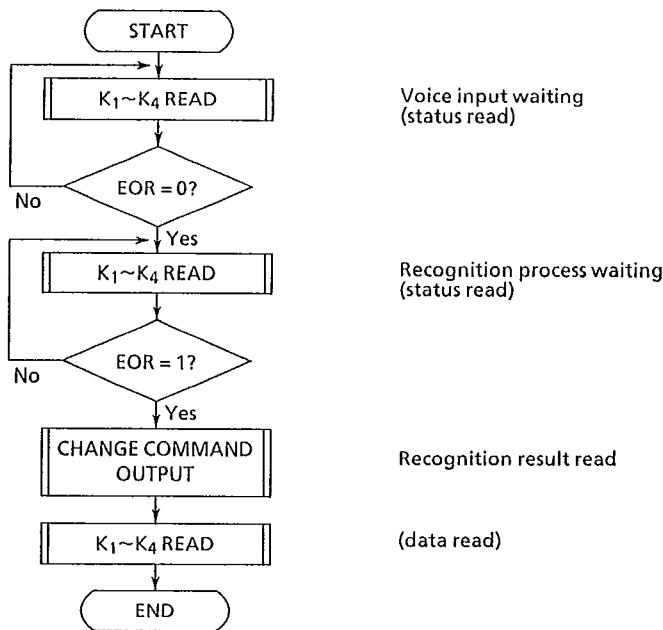 START
K₁~K₄ READ
Voice input waiting
(status read)
EOR = 0?
No
Yes
K₁~K₄ READ
Recognition process waiting
(status read)
EOR = 1?
No
Yes
CHANGE COMMAND
OUTPUT
Recognition result read
K₁~K₄ READ
(data read)
END